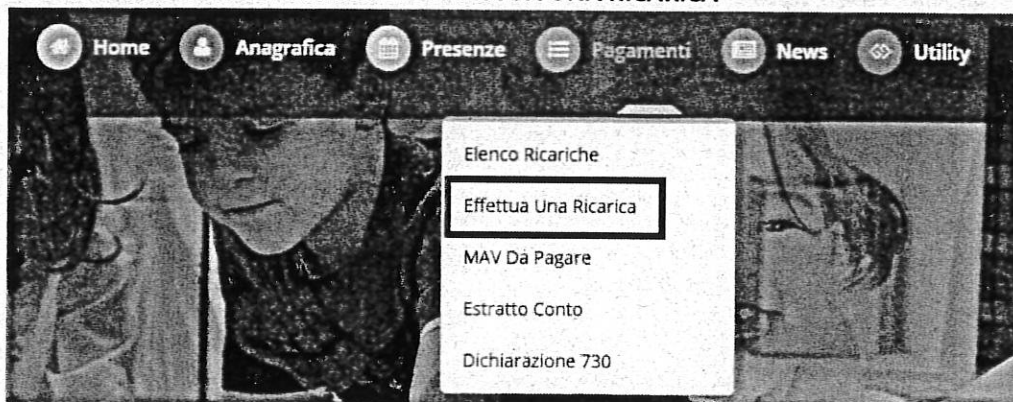 Home Anagrafica Presenze Pagamenti News Utility
Elenco Ricariche
Effettua Una Ricarica
MAV Da Pagare
Estratto Conto
Dichiarazione 730